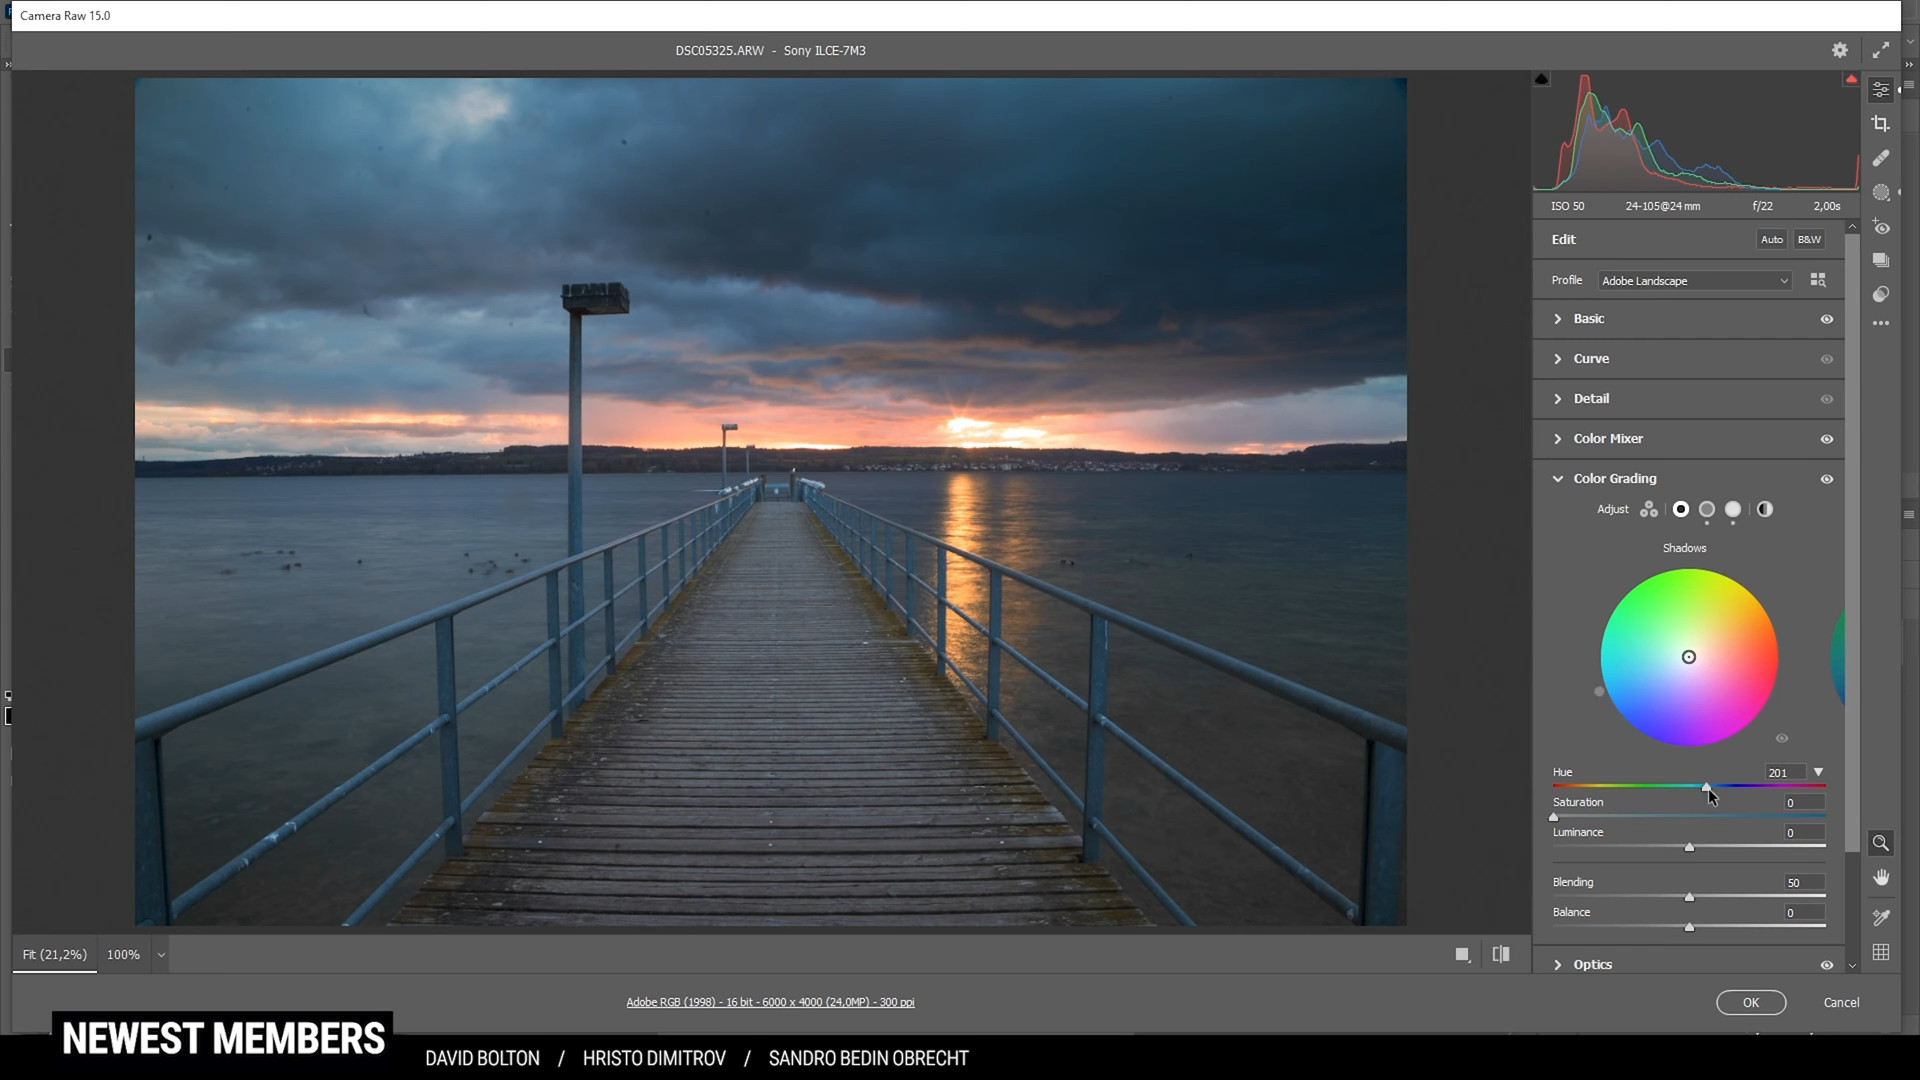 Camera Raw 15.0
DSC05325.ARW - Sony ILCE-7M3
ISO 50 24-105@24 mm f/22 2,00s
Edit Auto B&W
Profile Adobe Landscape
Basic
Curve
Detail
Color Mixer
Color Grading
Adjust
Shadows
Hue 201
Saturation 0
Luminance 0
Blending 50
Balance 0
Optics
Fit (21,2%) 100%
Adobe RGB (1998) - 16 bit - 6000 x 4000 (24,0MP) - 300 ppi
OK Cancel
NEWEST MEMBERS
DAVID BOLTON / HRISTO DIMITROV / SANDRO BEDIN OBRECHT